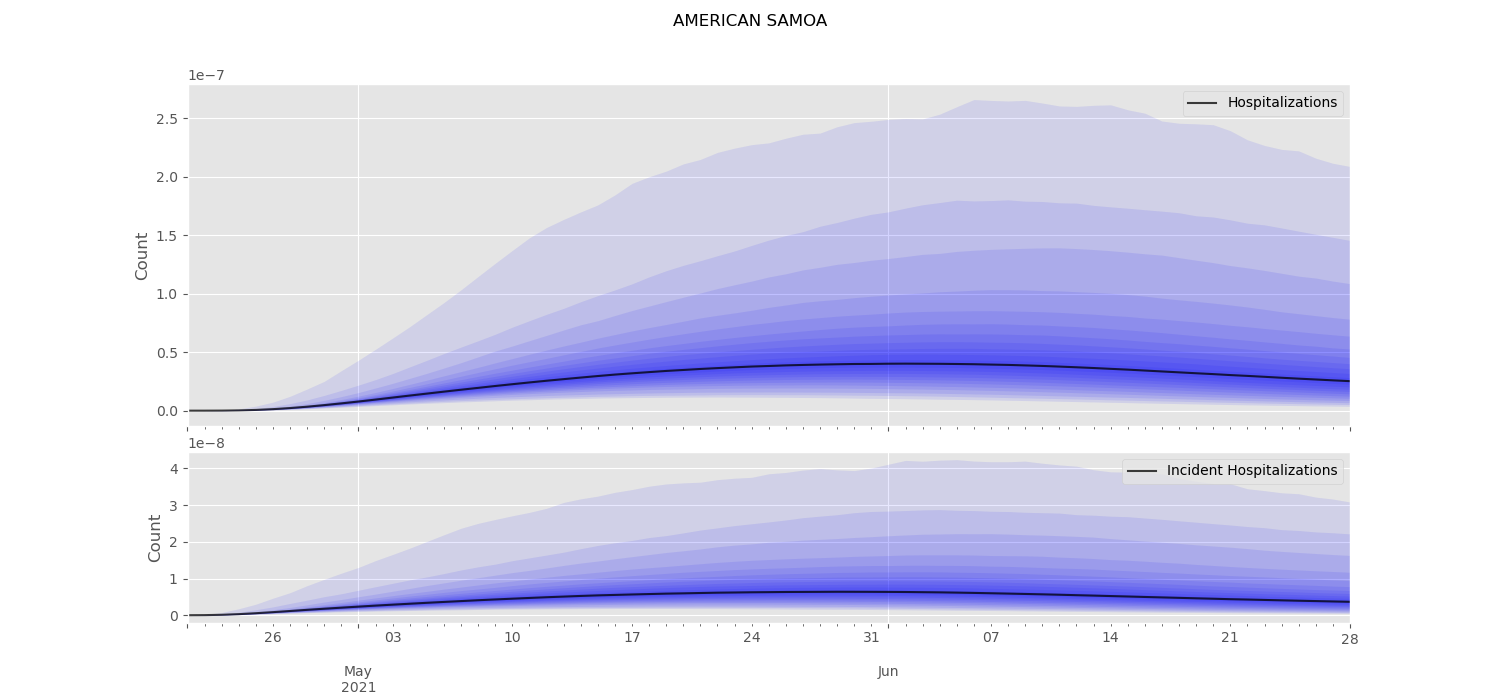 AMERICAN SAMOA
1e−7
Hospitalizations
2.5
2.0
1.5
1.0
0.5
0.0
Count
1e−8
Incident Hospitalizations
4
3
2
1
0
Count
26 03 10 17 24 31 07 14 21 28
May Jun
2021